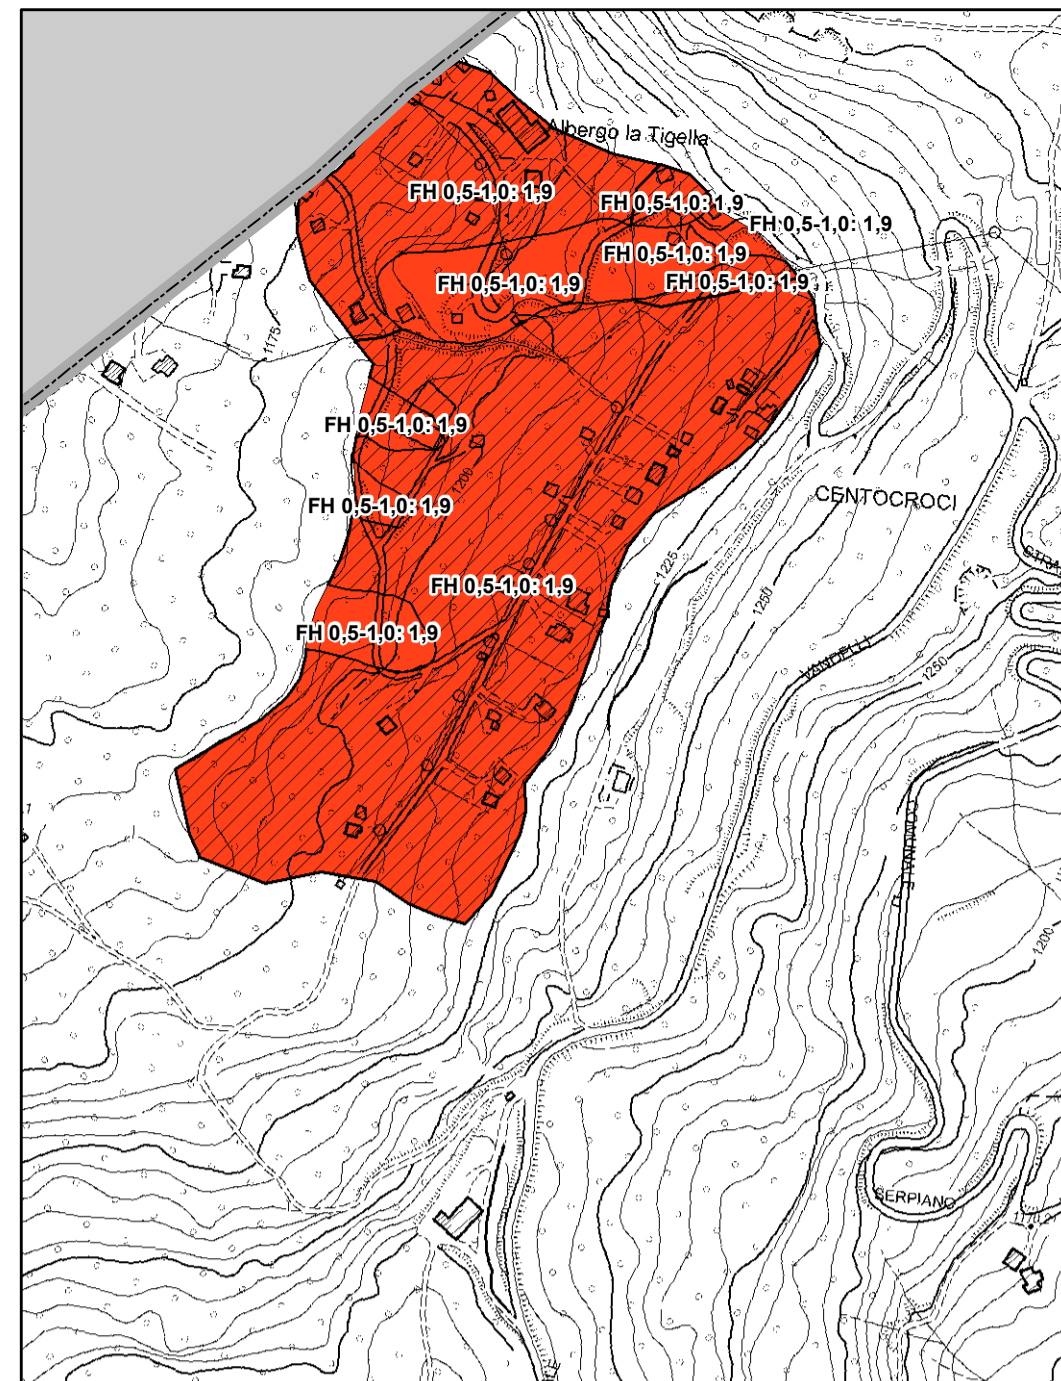 Albergo la Tigella
FH 0,5-1,0: 1,9
FH 0,5-1,0: 1,9
FH 0,5-1,0: 1,9
FH 0,5-1,0: 1,9
FH 0,5-1,0: 1,9
FH 0,5-1,0: 1,9
1175
FH 0,5-1,0: 1,9
1200
CENTOCROCI
FH 0,5-1,0: 1,9
STRA
1225
FH 0,5-1,0: 1,9
1250
FH 0,5-1,0: 1,9
VANDELLI
1250
COMUNALE
1200
SERPIANO